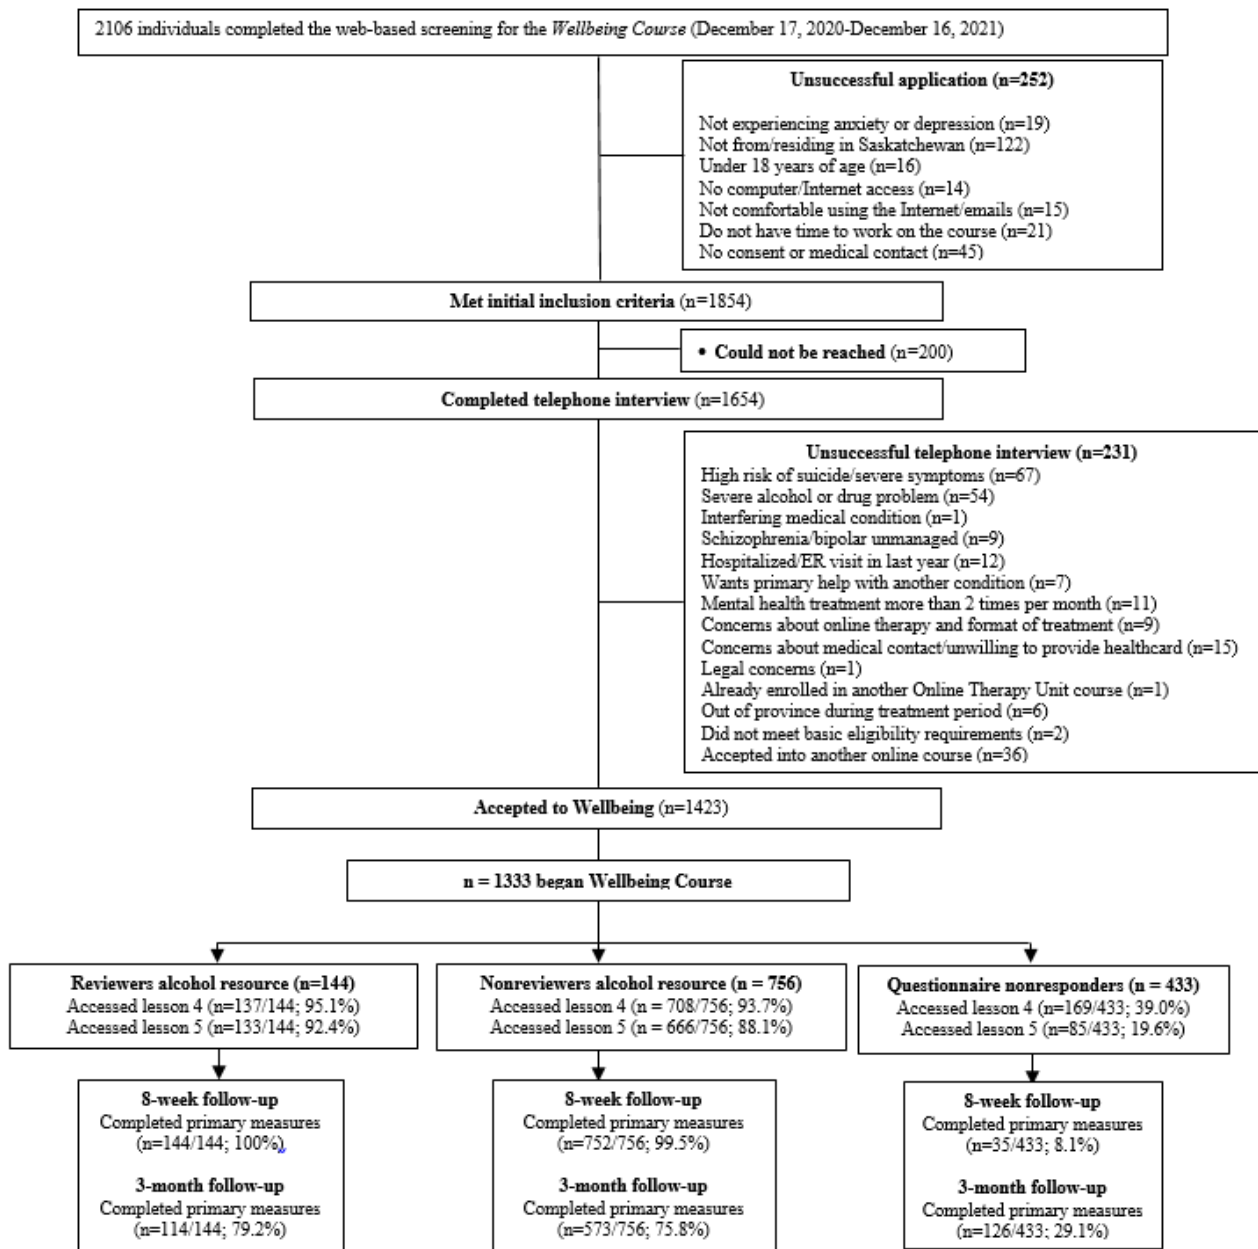 2106 individuals completed the web-based screening for the Wellbeing Course (December 17, 2020-December 16, 2021)
Unsuccessful application (n=252)
Not experiencing anxiety or depression (n=19)
Not from/residing in Saskatchewan (n=122)
Under 18 years of age (n=16)
No computer/Internet access (n=14)
Not comfortable using the Internet/emails (n=15)
Do not have time to work on the course (n=21)
No consent or medical contact (n=45)
Met initial inclusion criteria (n=1854)
• Could not be reached (n=200)
Completed telephone interview (n=1654)
Unsuccessful telephone interview (n=231)
High risk of suicide/severe symptoms (n=67)
Severe alcohol or drug problem (n=54)
Interfering medical condition (n=1)
Schizophrenia/bipolar unmanaged (n=9)
Hospitalized/ER visit in last year (n=12)
Wants primary help with another condition (n=7)
Mental health treatment more than 2 times per month (n=11)
Concerns about online therapy and format of treatment (n=9)
Concerns about medical contact/unwilling to provide healthcard (n=15)
Legal concerns (n=1)
Already enrolled in another Online Therapy Unit course (n=1)
Out of province during treatment period (n=6)
Did not meet basic eligibility requirements (n=2)
Accepted into another online course (n=36)
Accepted to Wellbeing (n=1423)
n = 1333 began Wellbeing Course
Reviewers alcohol resource (n=144)
Accessed lesson 4 (n=137/144; 95.1%)
Accessed lesson 5 (n=133/144; 92.4%)
Nonreviewers alcohol resource (n = 756)
Accessed lesson 4 (n = 708/756; 93.7%)
Accessed lesson 5 (n = 666/756; 88.1%)
Questionnaire nonresponders (n = 433)
Accessed lesson 4 (n=169/433; 39.0%)
Accessed lesson 5 (n=85/433; 19.6%)
8-week follow-up
Completed primary measures
(n=144/144; 100%)
3-month follow-up
Completed primary measures
(n=114/144; 79.2%)
8-week follow-up
Completed primary measures
(n=752/756; 99.5%)
3-month follow-up
Completed primary measures
(n=573/756; 75.8%)
8-week follow-up
Completed primary measures
(n=35/433; 8.1%)
3-month follow-up
Completed primary measures
(n=126/433; 29.1%)